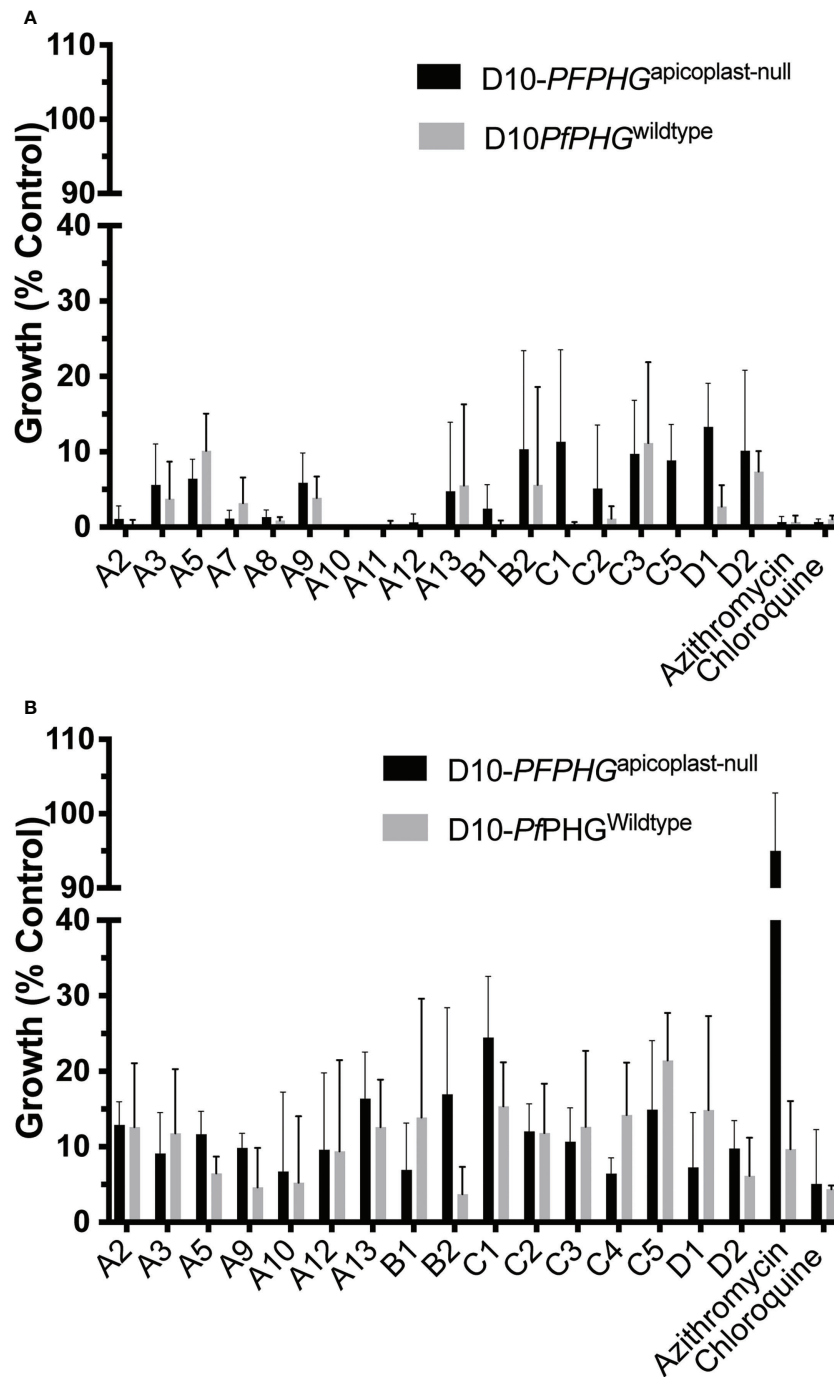 A
110
100
90
40
30
20
10
0
Growth (% Control)
D10-PFPHGapicoplast-null
D10PfPHGwildtype
A2 A3 A5 A7 A8 A9 A10 A11 A12 A13 B1 B2 C1 C2 C3 C5 D1 D2 Azithromycin Chloroquine
B
110
100
90
40
30
20
10
0
Growth (% Control)
D10-PFPHGapicoplast-null
D10-PfPHGWildtype
A2 A3 A5 A9 A10 A12 A13 B1 B2 C1 C2 C3 C4 C5 D1 D2 Azithromycin Chloroquine